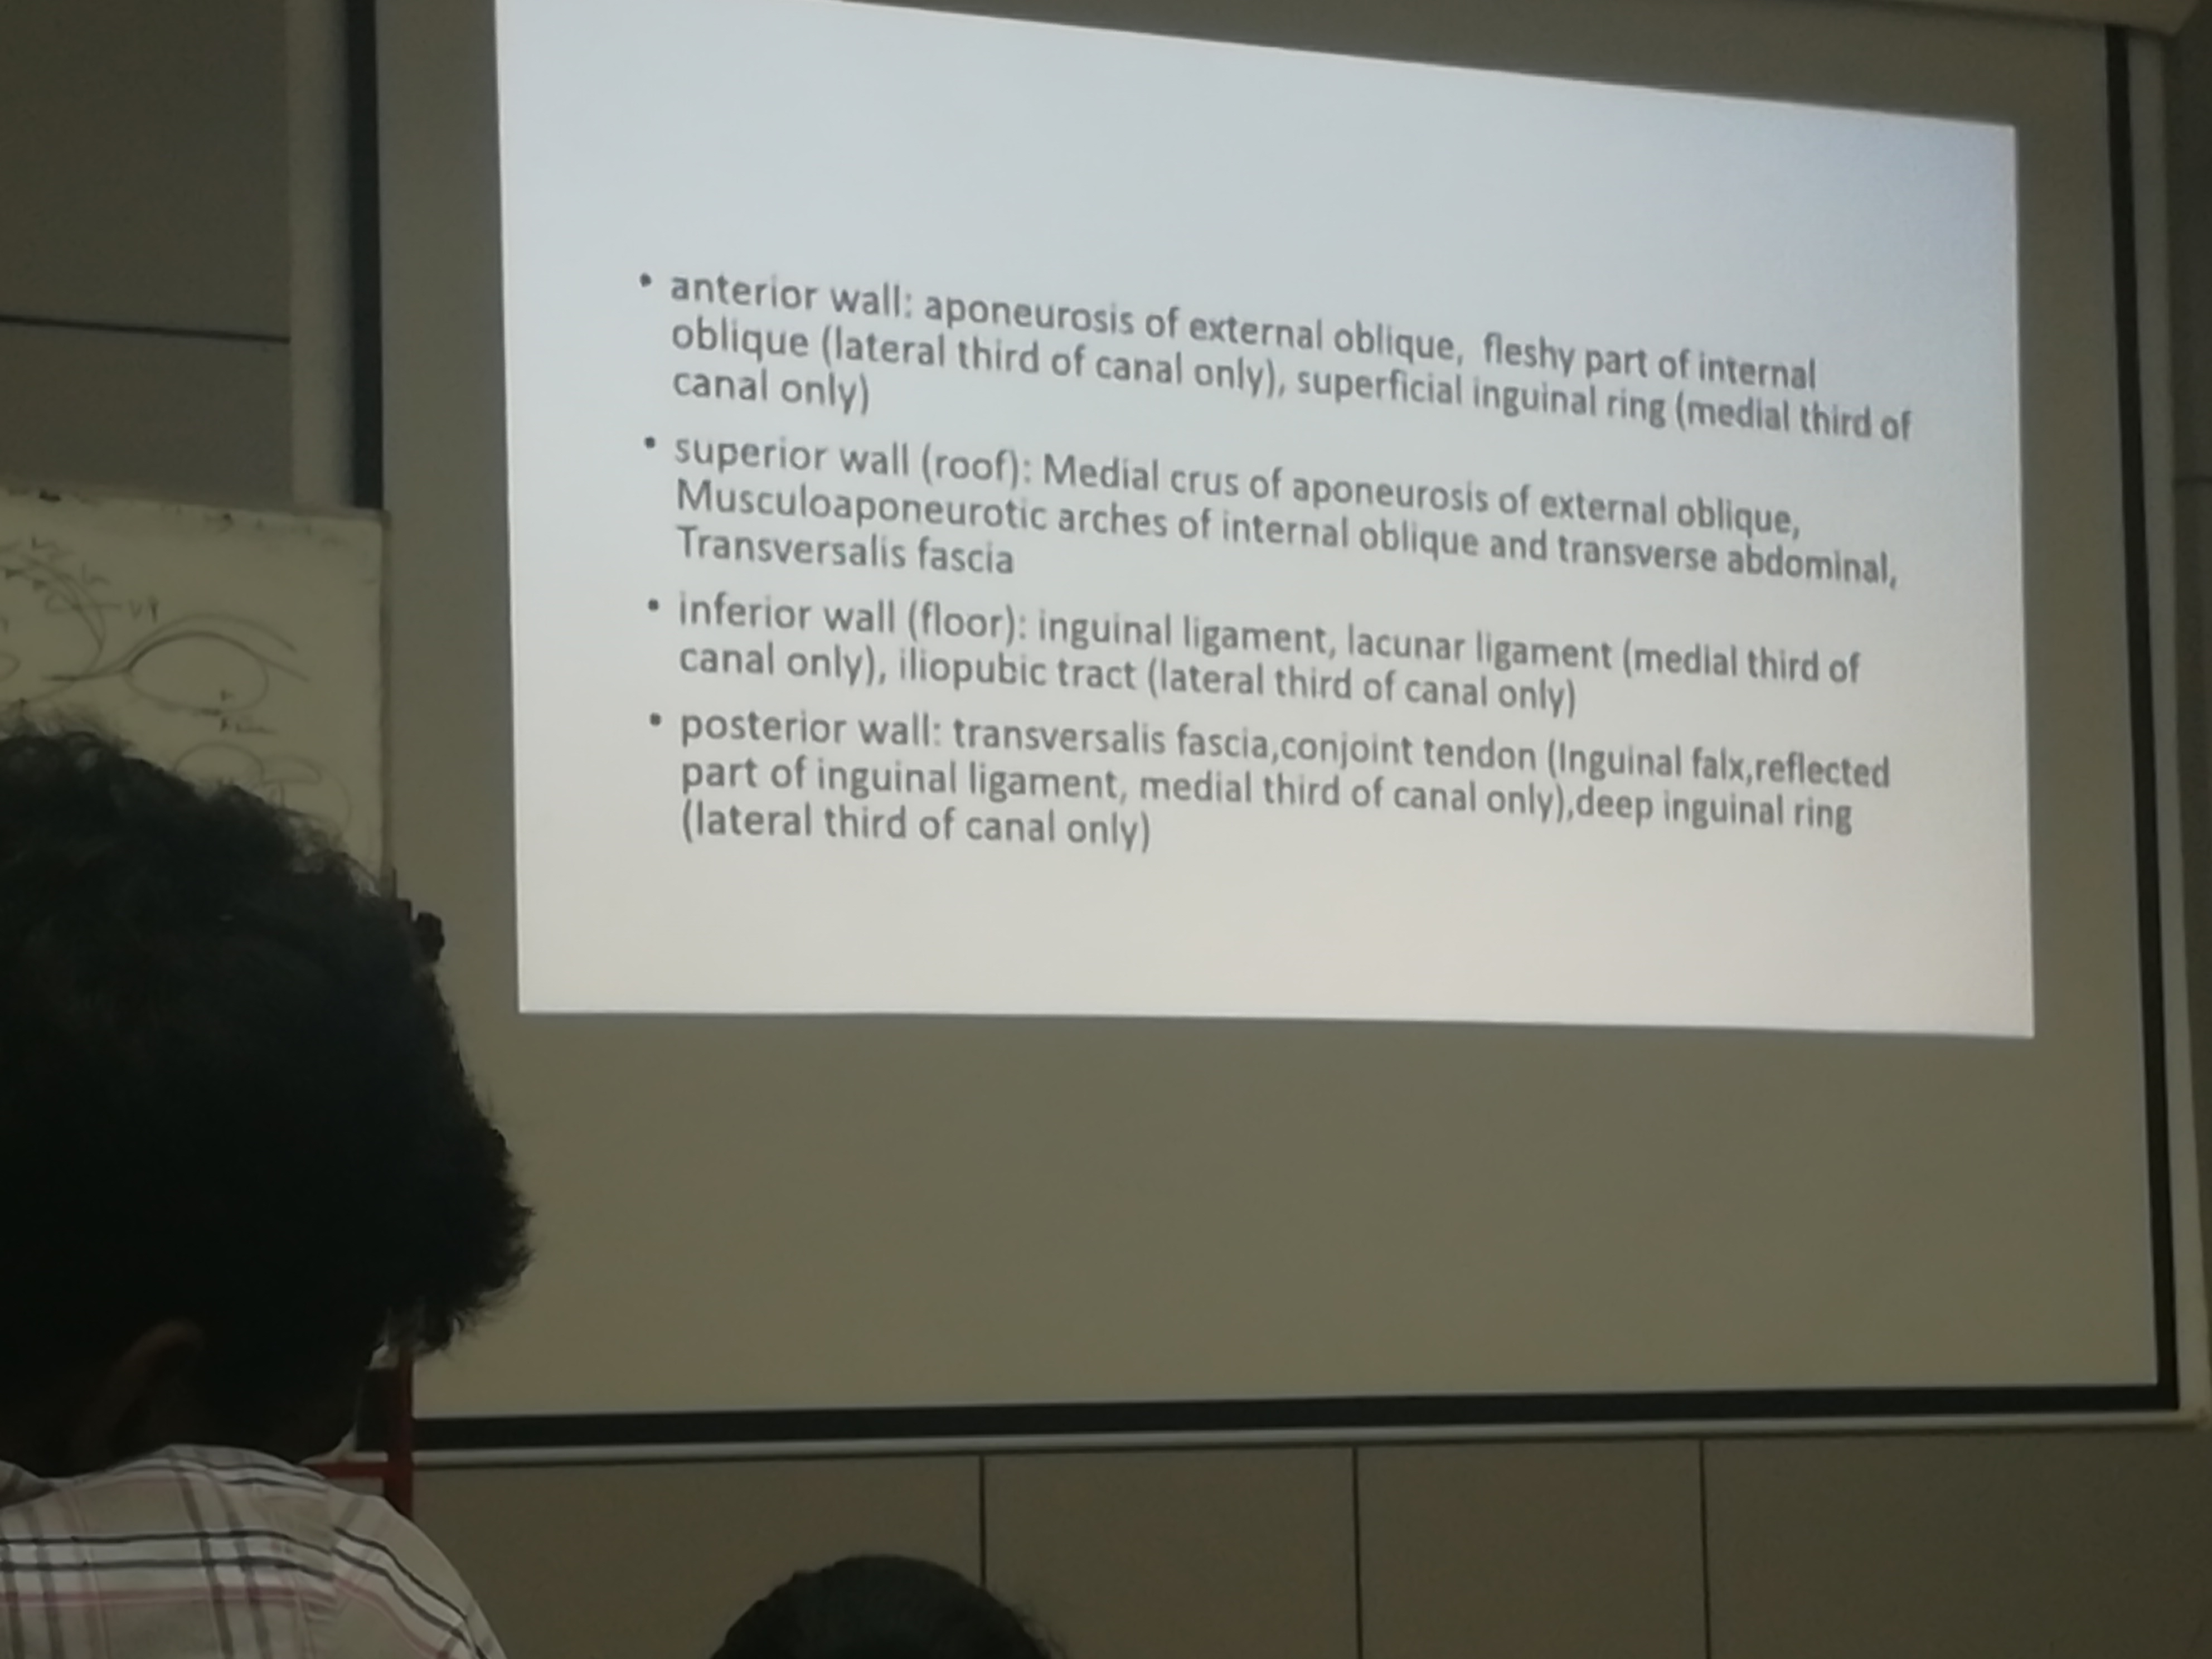 • anterior wall: aponeurosis of external oblique, fleshy part of internal
oblique (lateral third of canal only), superficial inguinal ring (medial third of
canal only)
• superior wall (roof): Medial crus of aponeurosis of external oblique,
Musculoaponeurotic arches of internal oblique and transverse abdominal,
Transversalis fascia
• inferior wall (floor): inguinal ligament, lacunar ligament (medial third of
canal only), iliopubic tract (lateral third of canal only)
• posterior wall: transversalis fascia,conjoint tendon (Inguinal falx,reflected
part of inguinal ligament, medial third of canal only),deep inguinal ring
(lateral third of canal only)